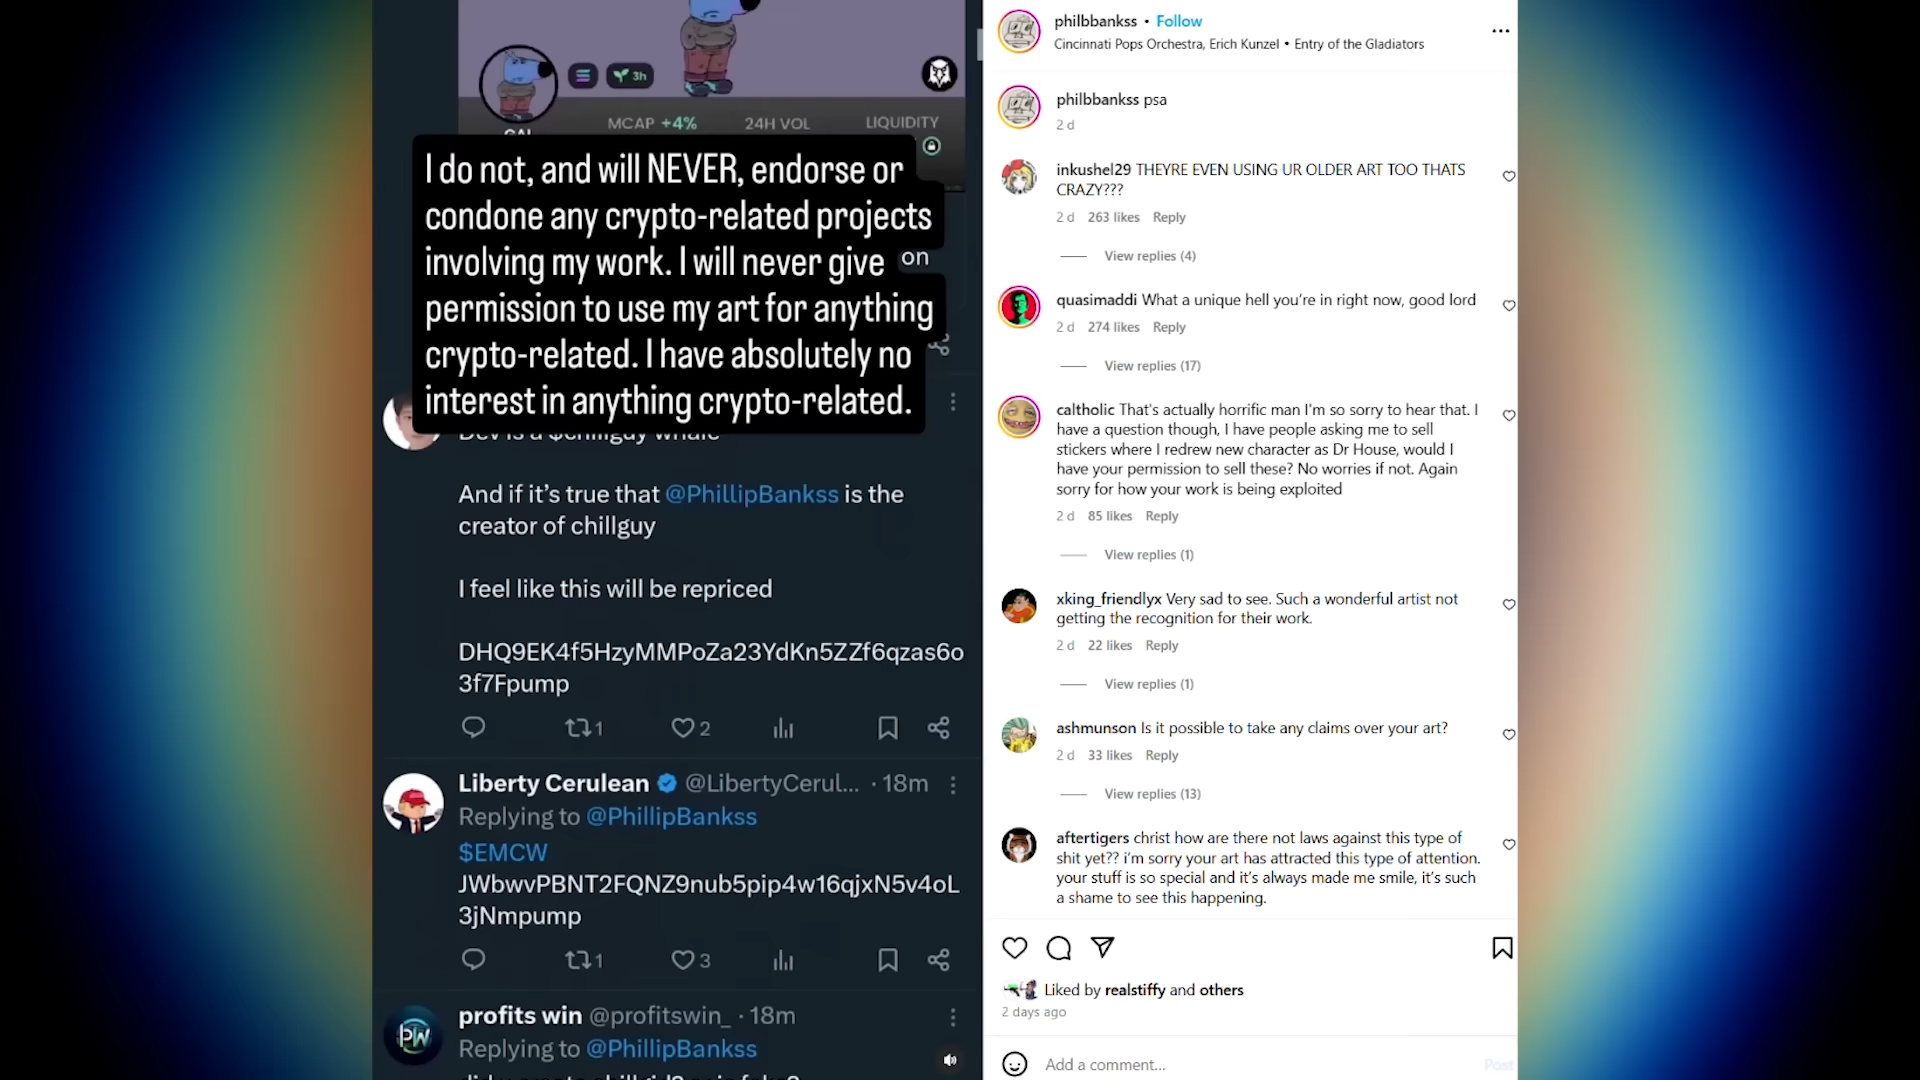 3h
MCAP +4%
24H VOL
LIQUIDITY
I do not, and will NEVER, endorse or
condone any crypto-related projects
involving my work. I will never give
on
permission to use my art for anything
crypto-related. I have absolutely no
interest in anything crypto-related.
Dev is a $chillguy whale
And if it's true that @PhillipBankss is the
creator of chillguy
I feel like this will be repriced
DHQ9EK4f5HzyMMPoZa23YdKn5ZZf6qzas6o
3f7Fpump
1
2
Liberty Cerulean @LibertyCerul... · 18m
Replying to @PhillipBankss
$EMCW
JWbwvPBNT2FQNZ9nub5pip4w16qjxN5v4oL
3jNmpump
1
3
PW
profits win @profitswin_ · 18m
Replying to @PhillipBankss
philbbankss • Follow
Cincinnati Pops Orchestra, Erich Kunzel • Entry of the Gladiators
philbbankss psa
2 d
inkushel29 THEYRE EVEN USING UR OLDER ART TOO THATS
CRAZY???
2 d 263 likes Reply
View replies (4)
quasimaddi What a unique hell you're in right now, good lord
2 d 274 likes Reply
View replies (17)
caltholic That's actually horrific man I'm so sorry to hear that. I
have a question though, I have people asking me to sell
stickers where I redrew new character as Dr House, would I
have your permission to sell these? No worries if not. Again
sorry for how your work is being exploited
2 d 85 likes Reply
View replies (1)
xking_friendlyx Very sad to see. Such a wonderful artist not
getting the recognition for their work.
2 d 22 likes Reply
View replies (1)
ashmunson Is it possible to take any claims over your art?
2 d 33 likes Reply
View replies (13)
aftertigers christ how are there not laws against this type of
shit yet?? i'm sorry your art has attracted this type of attention.
your stuff is so special and it's always made me smile, it's such
a shame to see this happening.
Liked by realstiffy and others
2 days ago
Add a comment...
Post